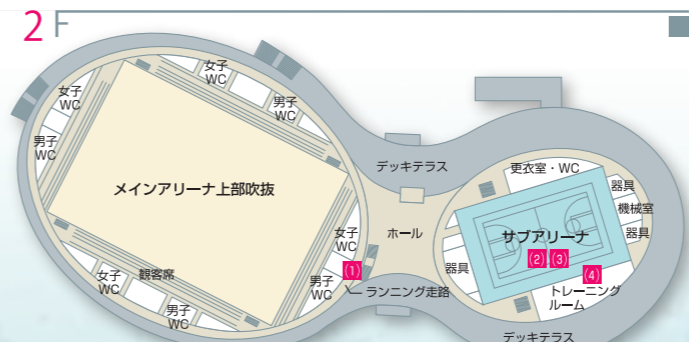 2F
女子
WC
男子
WC
女子
WC
男子
WC
メインアリーナ上部吹抜
女子
WC
男子
WC
観客席
女子
WC
男子
WC
(1)
ランニング走路
デッキテラス
ホール
更衣室・WC
器具
機械室
器具
サブアリーナ
(2)
(3)
(4)
器具
トレーニング
ルーム
デッキテラス